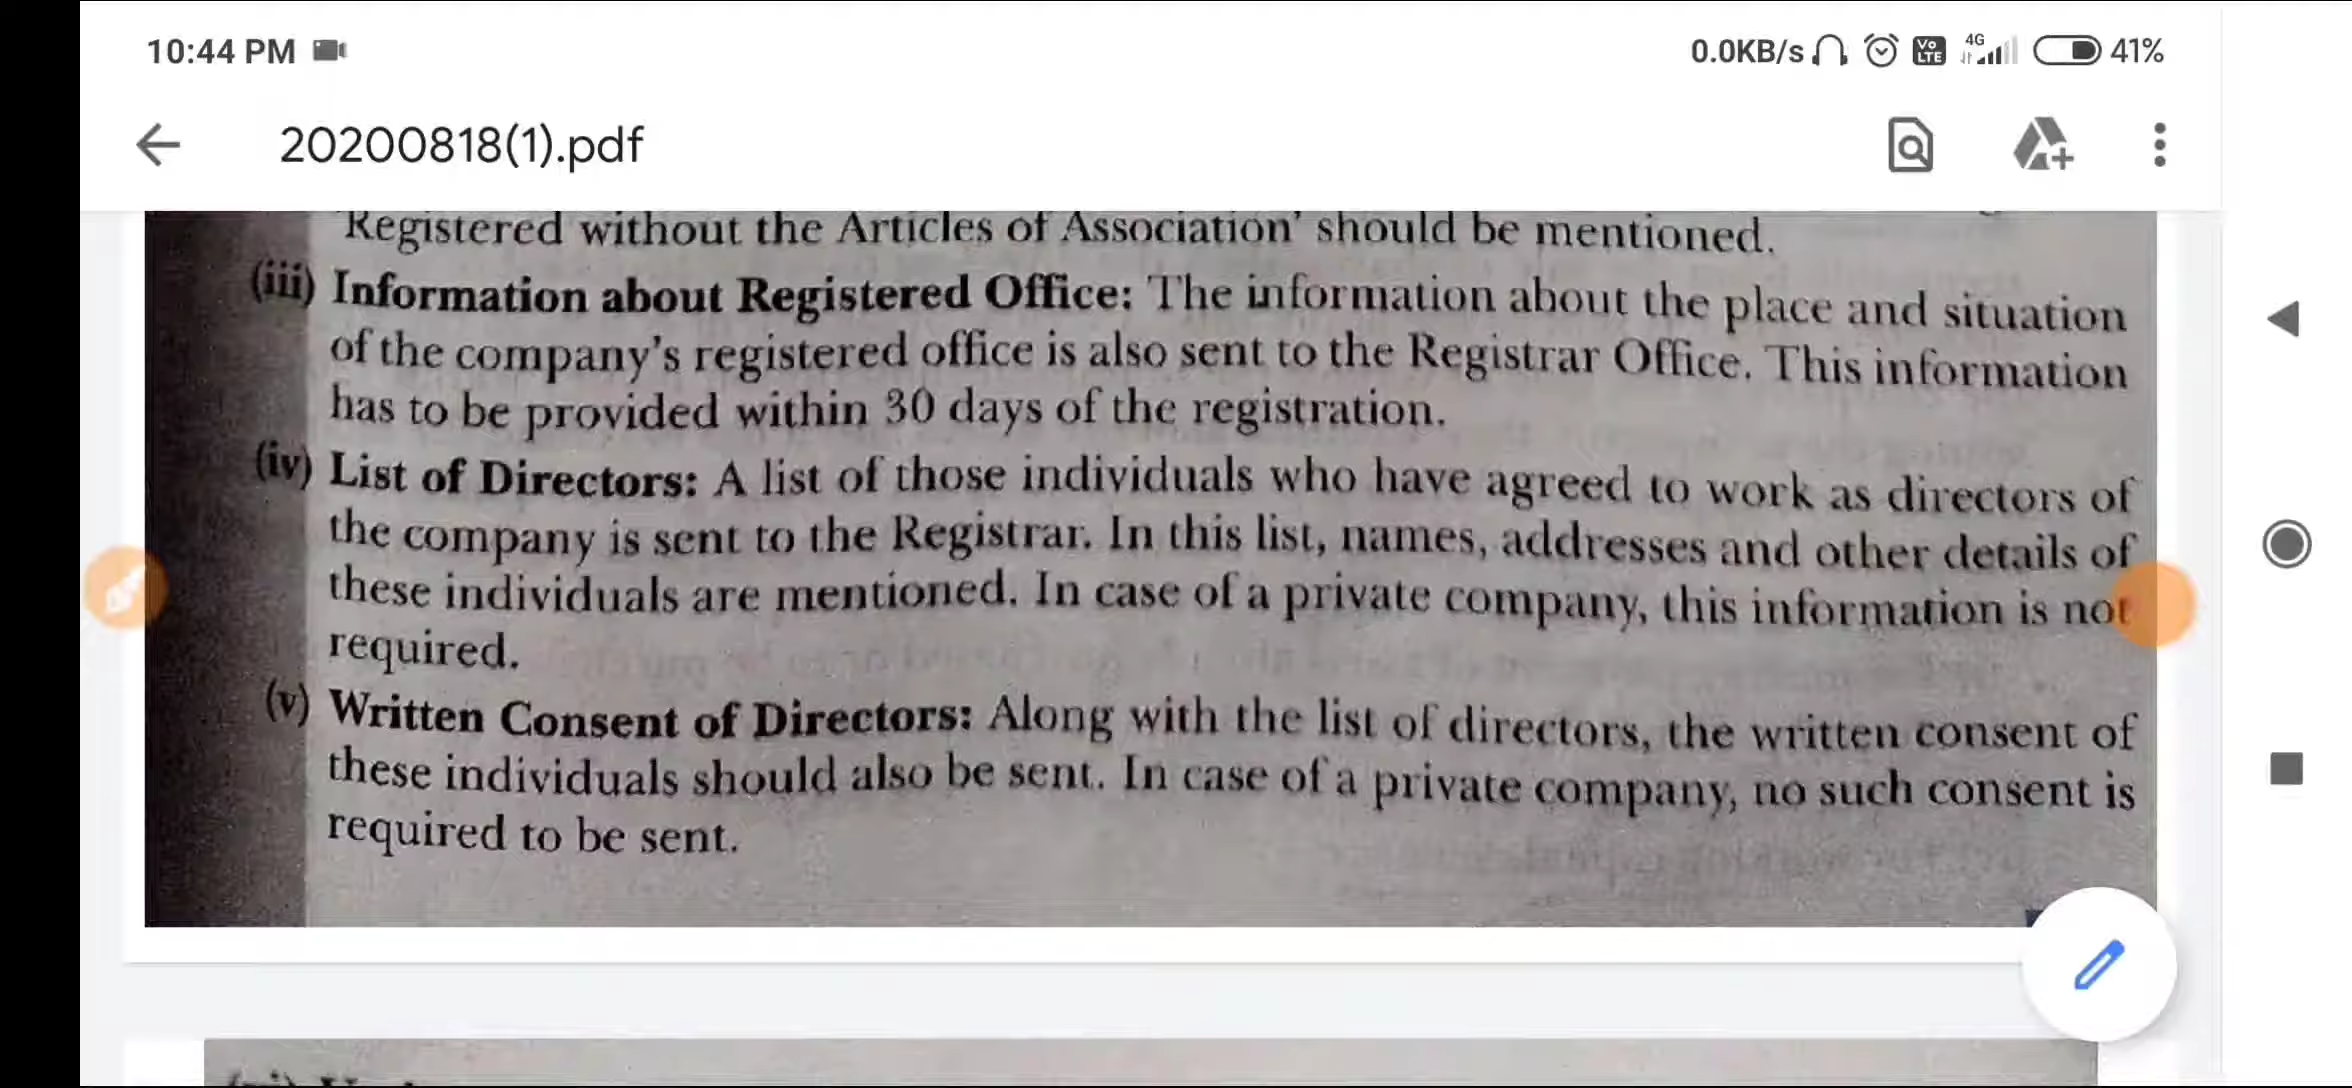 10:44 PM
0.0KB/s Vo LTE 4G 41%
20200818(1).pdf
'Registered without the Articles of Association' should be mentioned.
(iii) Information about Registered Office: The information about the place and situation
of the company's registered office is also sent to the Registrar Office. This information
has to be provided within 30 days of the registration.
(iv) List of Directors: A list of those individuals who have agreed to work as directors of
the company is sent to the Registrar. In this list, names, addresses and other details of
these individuals are mentioned. In case of a private company, this information is not
required.
(v) Written Consent of Directors: Along with the list of directors, the written consent of
these individuals should also be sent. In case of a private company, no such consent is
required to be sent.